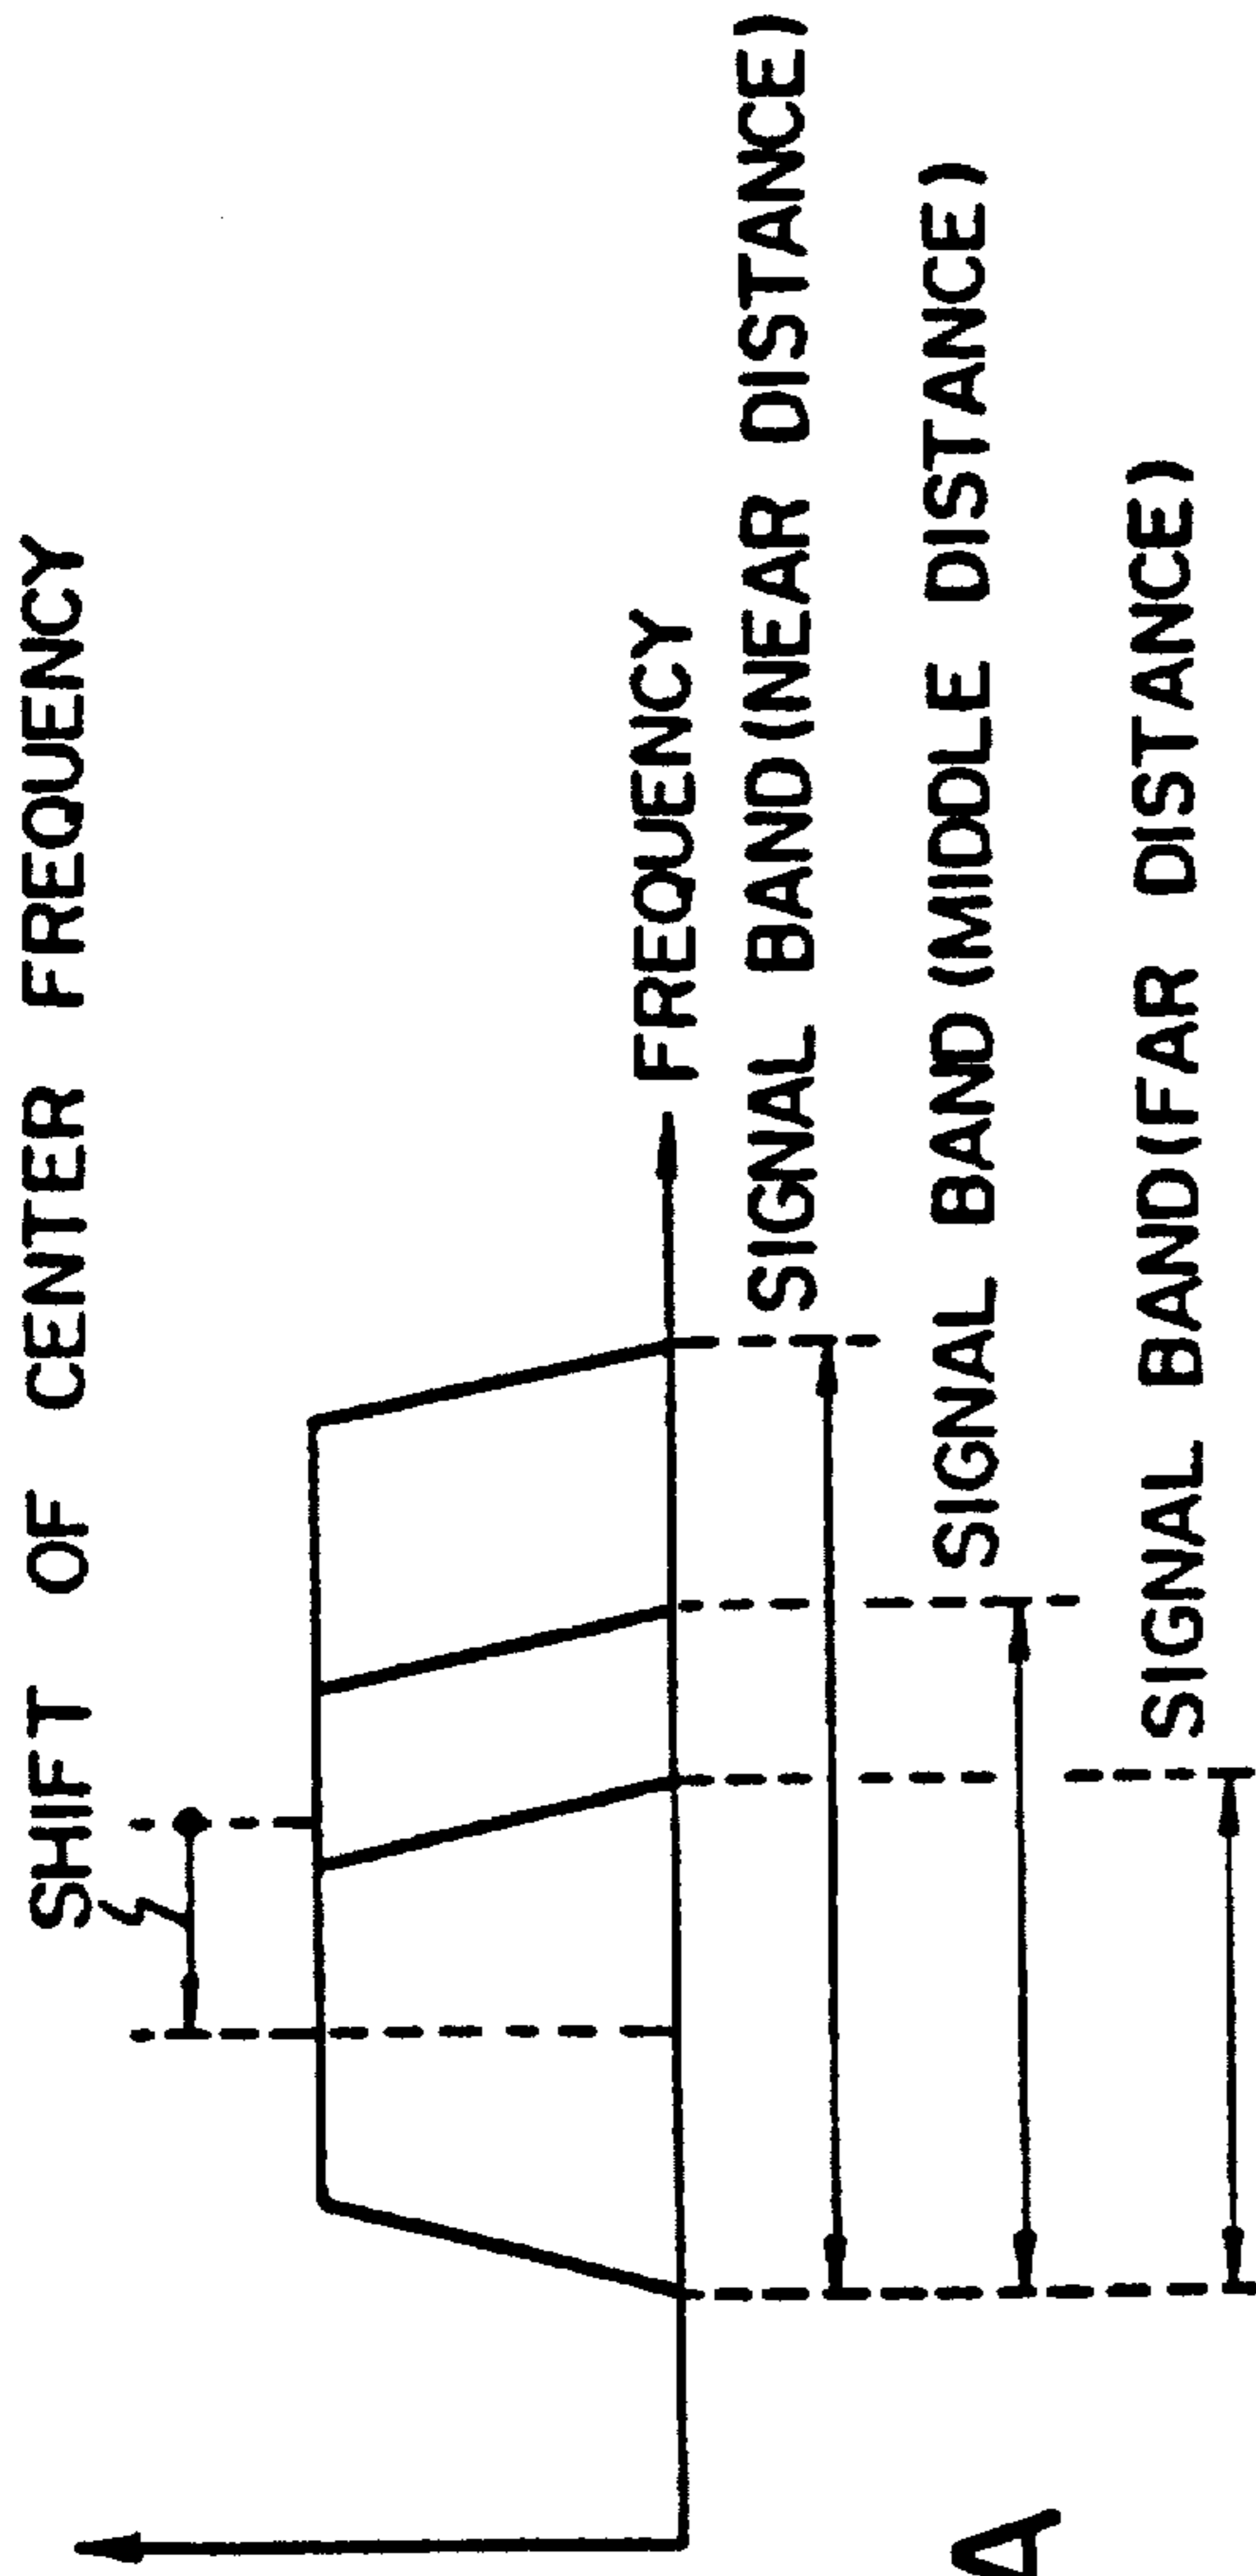 SHIFT OF CENTER FREQUENCY
FREQUENCY
SIGNAL BAND(NEAR DISTANCE)
SIGNAL BAND(MIDDLE DISTANCE)
SIGNAL BAND(FAR DISTANCE)
A